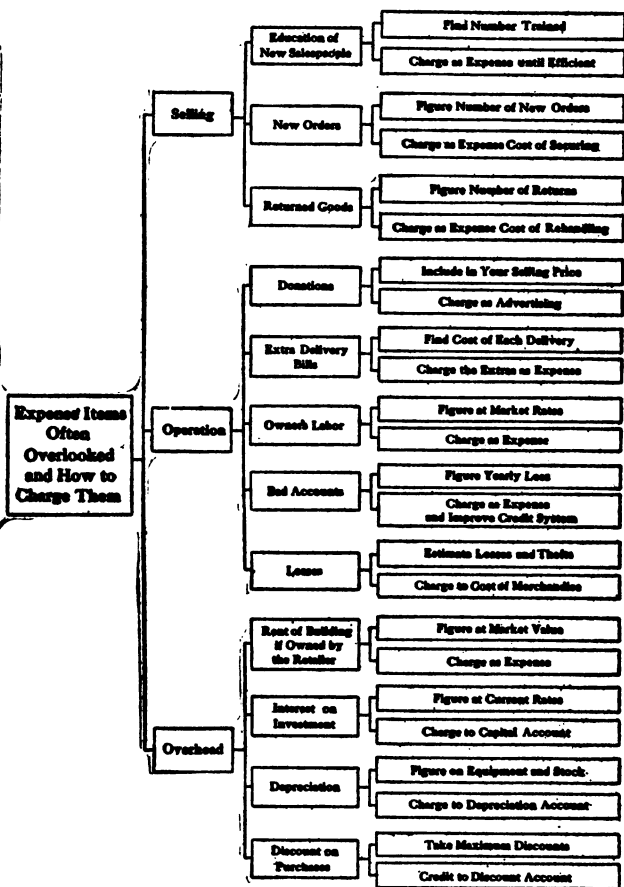 Expense Items
Often
Overlooked
and How to
Charge Them
Selling
Education of
New Salespeople
Find Number Trained
Charge as Expense until Efficient
New Orders
Figure Number of New Orders
Charge as Expense Cost of Securing
Returned Goods
Figure Number of Returns
Charge as Expense Cost of Rehandling
Operation
Donations
Include in Your Selling Price
Charge as Advertising
Extra Delivery
Bills
Find Cost of Each Delivery
Charge the Extras as Expense
Owner's Labor
Figure at Market Rates
Charge as Expense
Bad Accounts
Figure Yearly Loss
Charge as Expense
and Improve Credit System
Losses
Estimate Losses and Thefts
Charge to Cost of Merchandise
Overhead
Rent of Building
if Owned by
the Retailer
Figure at Market Value
Charge as Expense
Interest on
Investment
Figure at Current Rates
Charge to Capital Account
Depreciation
Figure on Equipment and Stock
Charge to Depreciation Account
Discount on
Purchases
Take Maximum Discounts
Credit to Discount Account